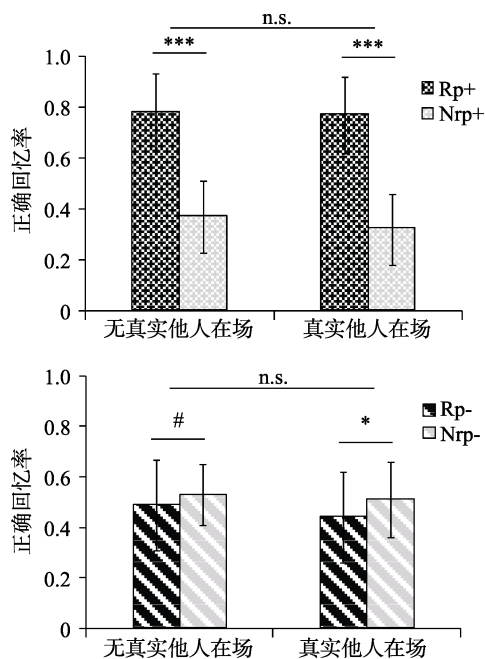 n.s.
1.0
***
***
0.8
Rp+
Nrp+
0.6
正确回忆率
0.4
0.2
0
无真实他人在场
真实他人在场
1.0
n.s.
0.8
Rp-
#
*
Nrp-
0.6
正确回忆率
0.4
0.2
0
无真实他人在场
真实他人在场